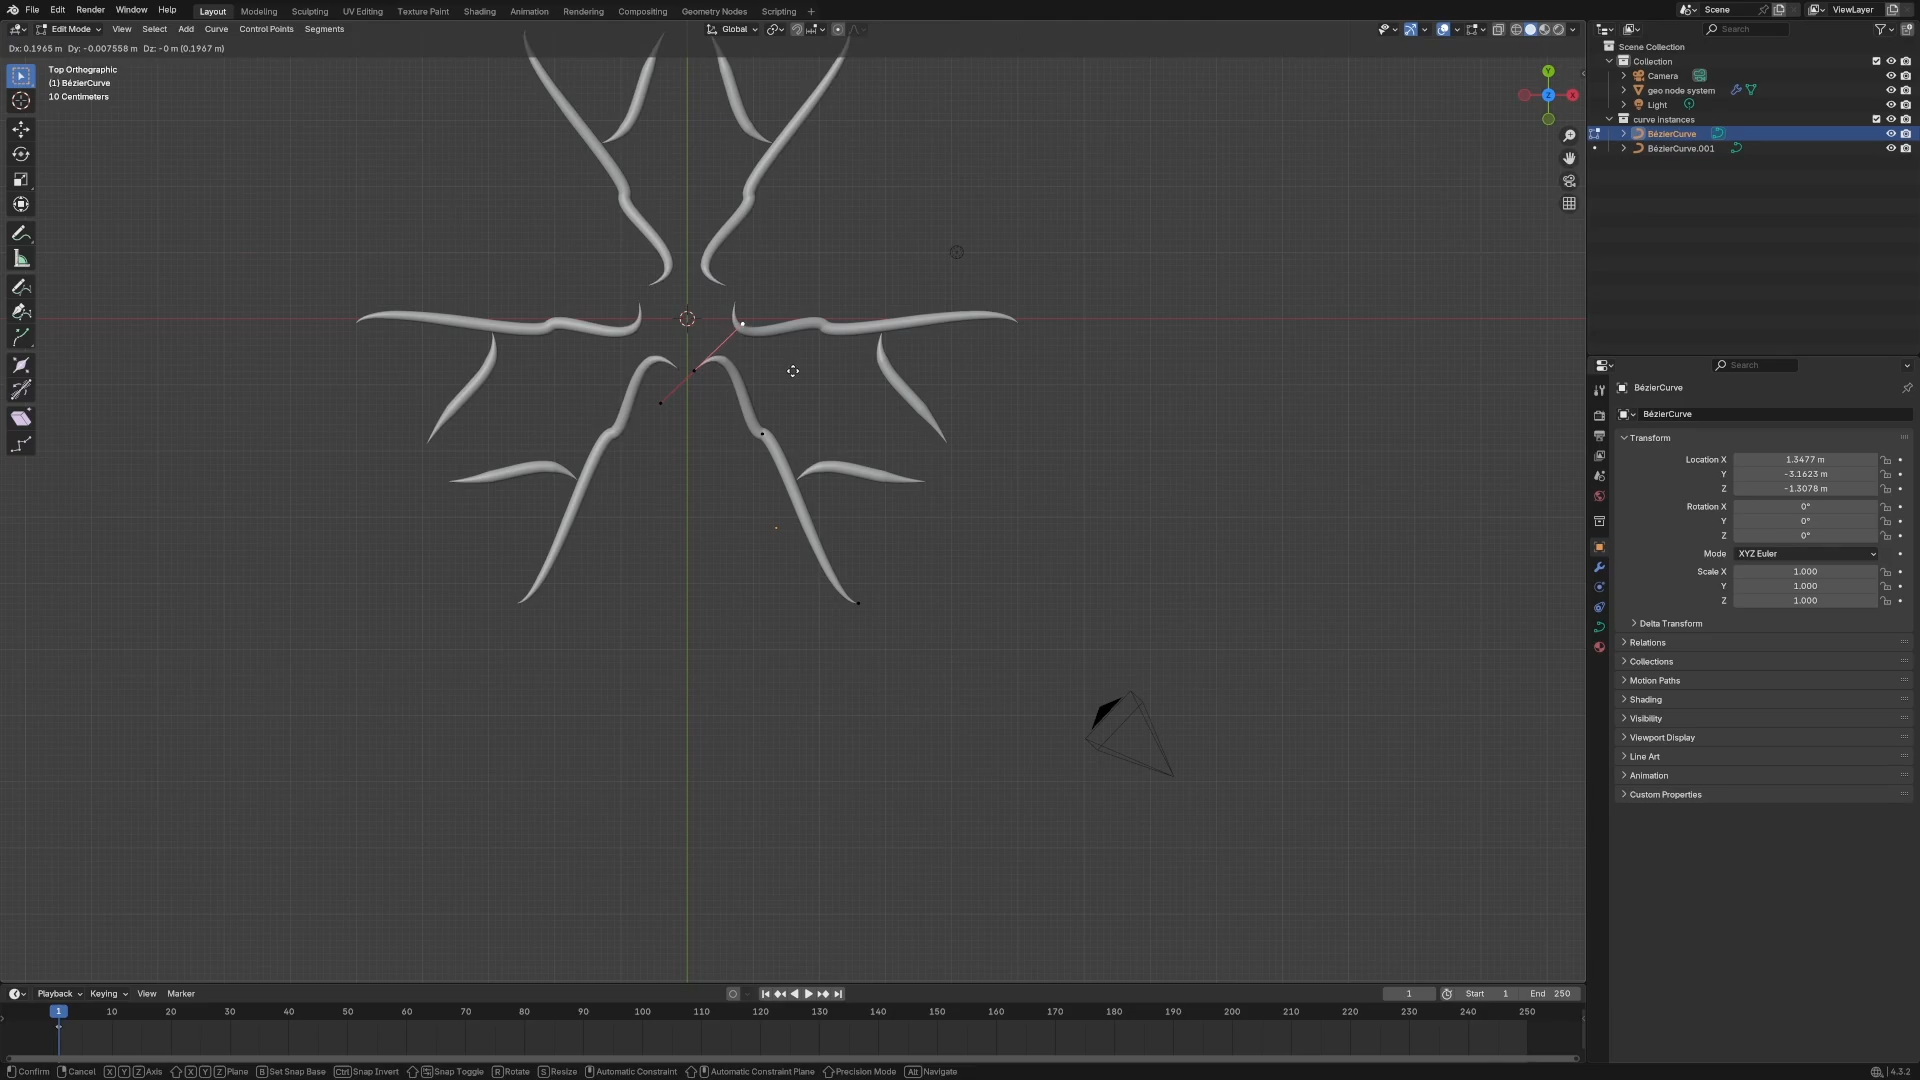 File Edit Render Window Help Layout Modeling Sculpting UV Editing Texture Paint Shading Animation Rendering Compositing Geometry Nodes Scripting + Scene ViewLayer
Edit Mode View Select Add Curve Control Points Segments Global Search
Dx: 0.1965 m Dy: -0.007558 m Dz: -0 m (0.1967 m)
Top Orthographic
(1) BézierCurve
10 Centimeters
Y
Z
X
Scene Collection
Collection
Camera
geo node system
Light
curve instances
BézierCurve
BézierCurve.001
Search
BézierCurve
BézierCurve
Transform
Location X 1.3477 m
Y -3.1623 m
Z -1.3078 m
Rotation X 0°
Y 0°
Z 0°
Mode XYZ Euler
Scale X 1.000
Y 1.000
Z 1.000
Delta Transform
Relations
Collections
Motion Paths
Shading
Visibility
Viewport Display
Line Art
Animation
Custom Properties
Playback Keying View Marker 1 Start 1 End 250
1 10 20 30 40 50 60 70 80 90 100 110 120 130 140 150 160 170 180 190 200 210 220 230 240 250
Confirm Cancel X Y Z Axis X Y Z Plane B Set Snap Base Ctrl Snap Invert Snap Toggle R Rotate S Resize Automatic Constraint Automatic Constraint Plane Precision Mode Alt Navigate 4.3.2